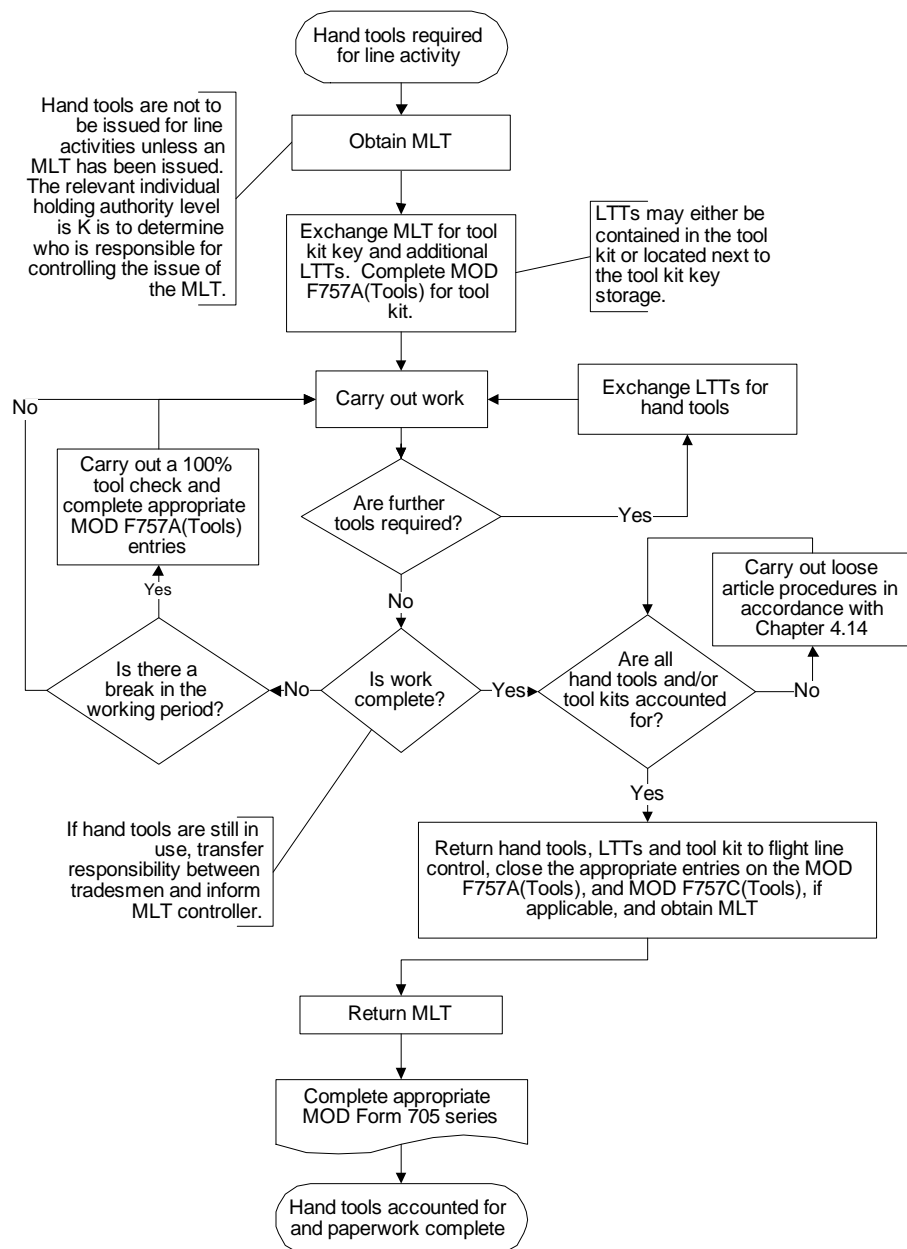 Hand tools required
for line activity
Hand tools are not to
be issued for line
activities unless an
MLT has been issued.
The relevant individual
holding authority level
is K is to determine
who is responsible for
controlling the issue of
the MLT.
Obtain MLT
Exchange MLT for tool
kit key and additional
LTTs. Complete MOD
F757A(Tools) for tool
kit.
LTTs may either be
contained in the tool
kit or located next to
the tool kit key
storage.
No
Carry out work
Exchange LTTs for
hand tools
Carry out a 100%
tool check and
complete appropriate
MOD F757A(Tools)
entries
Are further
tools required?
Yes
Yes
No
Carry out loose
article procedures in
accordance with
Chapter 4.14
Is there a
break in the
working period?
No
Is work
complete?
Yes
Are all
hand tools and/or
tool kits accounted
for?
No
Yes
If hand tools are still in
use, transfer
responsibility between
tradesmen and inform
MLT controller.
Return hand tools, LTTs and tool kit to flight line
control, close the appropriate entries on the MOD
F757A(Tools), and MOD F757C(Tools), if
applicable, and obtain MLT
Return MLT
Complete appropriate
MOD Form 705 series
Hand tools accounted for
and paperwork complete